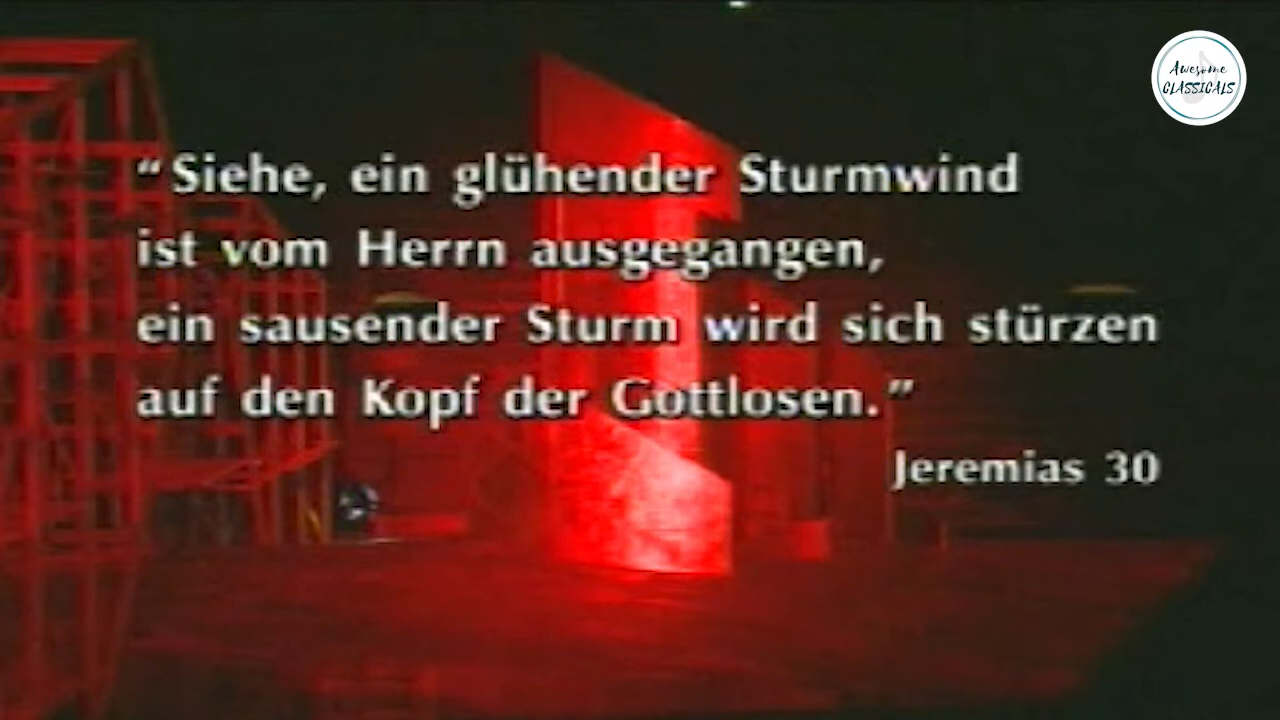 “Siehe, ein glühender Sturmwind
ist vom Herrn ausgegangen,
ein sausender Sturm wird sich stürzen
auf den Kopf der Gottlosen.”
Jeremias 30
Awesome
CLASSICALS